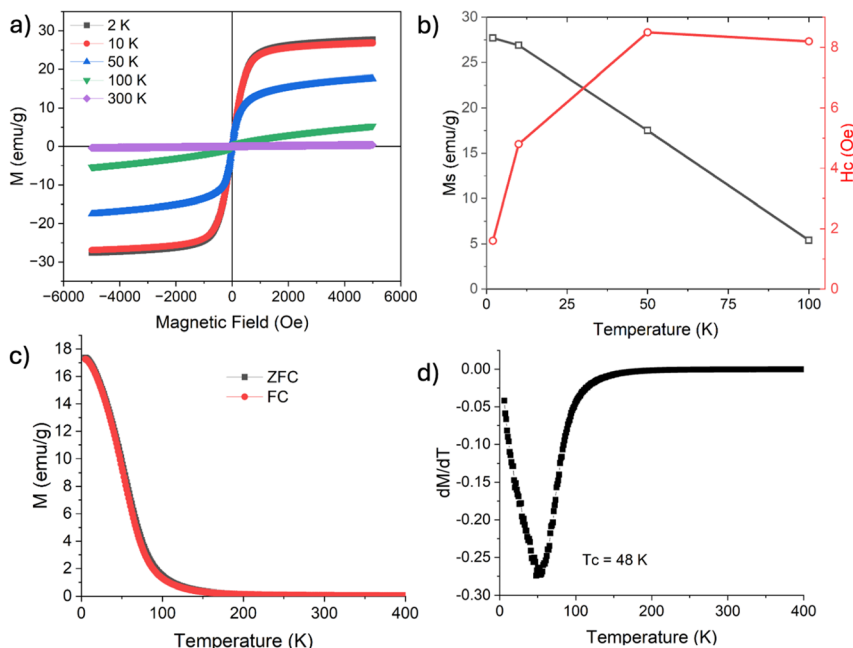 a)
2 K
10 K
50 K
100 K
300 K
30
20
10
0
−10
−20
−30
M (emu/g)
−6000 −4000 −2000 0 2000 4000 6000
Magnetic Field (Oe)
b)
30
25
20
15
10
5
0
Ms (emu/g)
8
6
4
2
0
Hc (Oe)
0 25 50 75 100
Temperature (K)
c)
ZFC
FC
18
16
14
12
10
8
6
4
2
0
M (emu/g)
0 100 200 300 400
Temperature (K)
d)
0.00
-0.05
-0.10
-0.15
-0.20
-0.25
-0.30
dM/dT
Tc = 48 K
0 100 200 300 400
Temperature (K)